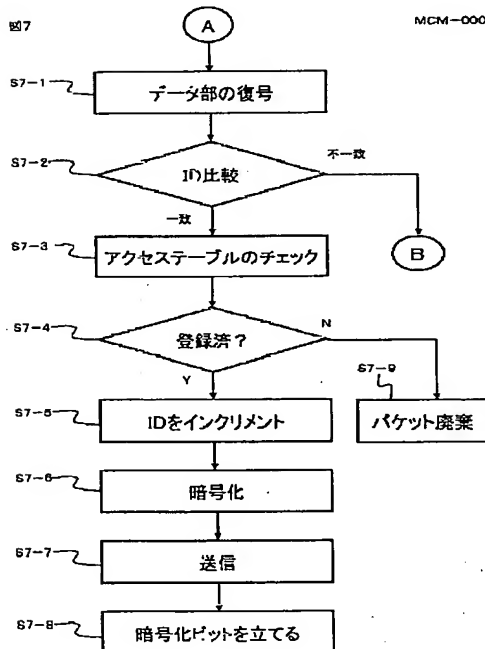 図7
MCM-000
A
S7-1
データ部の復号
S7-2
ID比較
不一致
一致
S7-3
アクセステーブルのチェック
B
S7-4
登録済?
N
Y
S7-9
S7-5
IDをインクリメント
パケット廃棄
S7-6
暗号化
S7-7
送信
S7-8
暗号化ビットを立てる